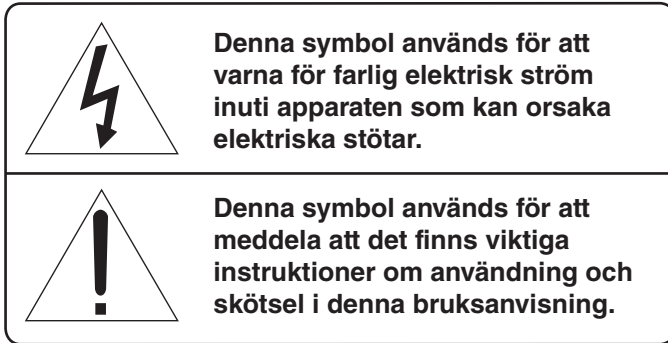 Denna symbol används för att
varna för farlig elektrisk ström
inuti apparaten som kan orsaka
elektriska stötar.
Denna symbol används för att
meddela att det finns viktiga
instruktioner om användning och
skötsel i denna bruksanvisning.